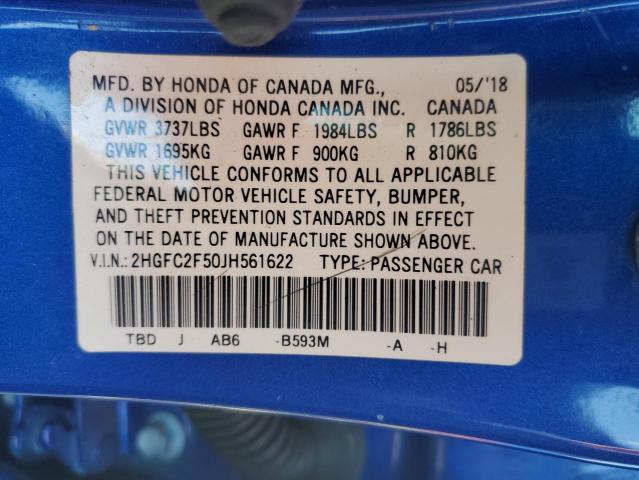 MFD. BY HONDA OF CANADA MFG., 05/'18
A DIVISION OF HONDA CANADA INC. CANADA
GVWR 3737LBS GAWR F 1984LBS R 1786LBS
GVWR 1695KG GAWR F 900KG R 810KG
THIS VEHICLE CONFORMS TO ALL APPLICABLE
FEDERAL MOTOR VEHICLE SAFETY, BUMPER,
AND THEFT PREVENTION STANDARDS IN EFFECT
ON THE DATE OF MANUFACTURE SHOWN ABOVE.
V.I.N.: 2HGFC2F50JH561622 TYPE: PASSENGER CAR
TBD J AB6 -B593M -A -H